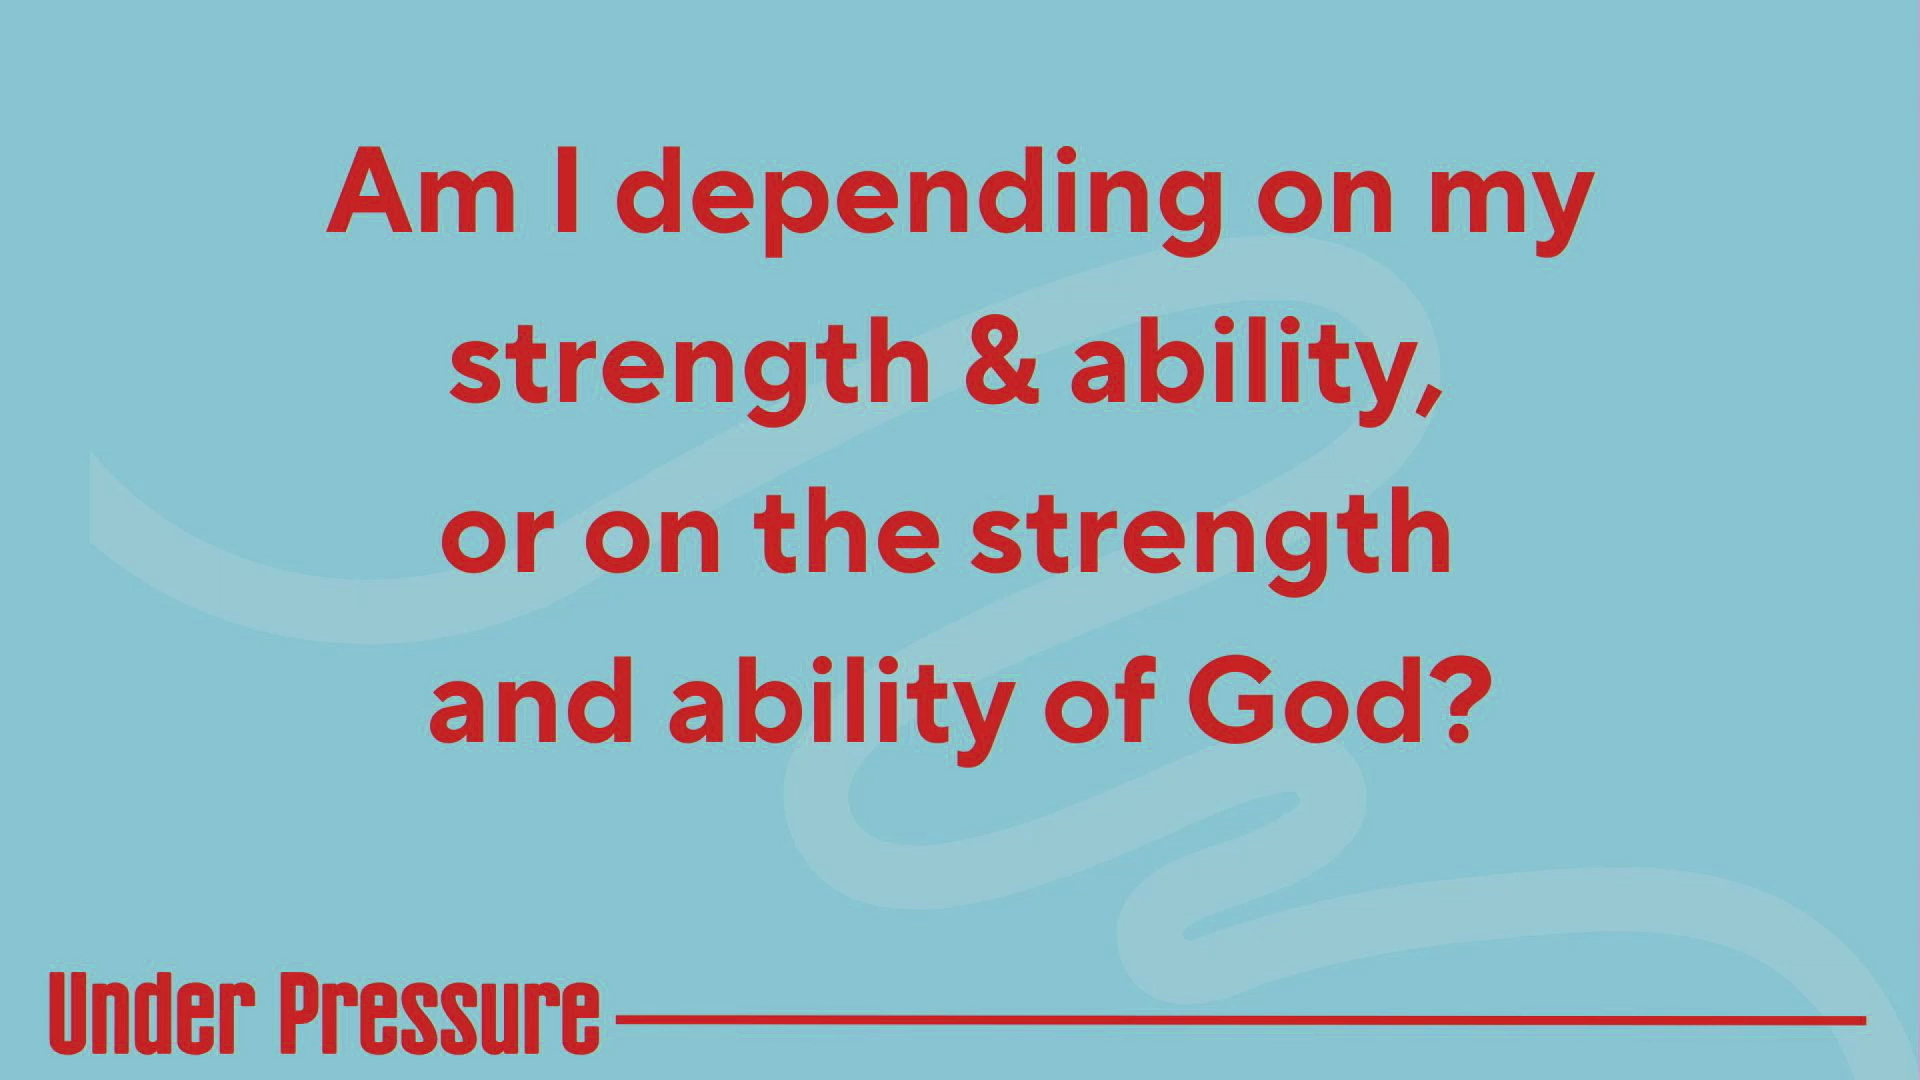 Am I depending on my
strength & ability,
or on the strength
and ability of God?
Under Pressure